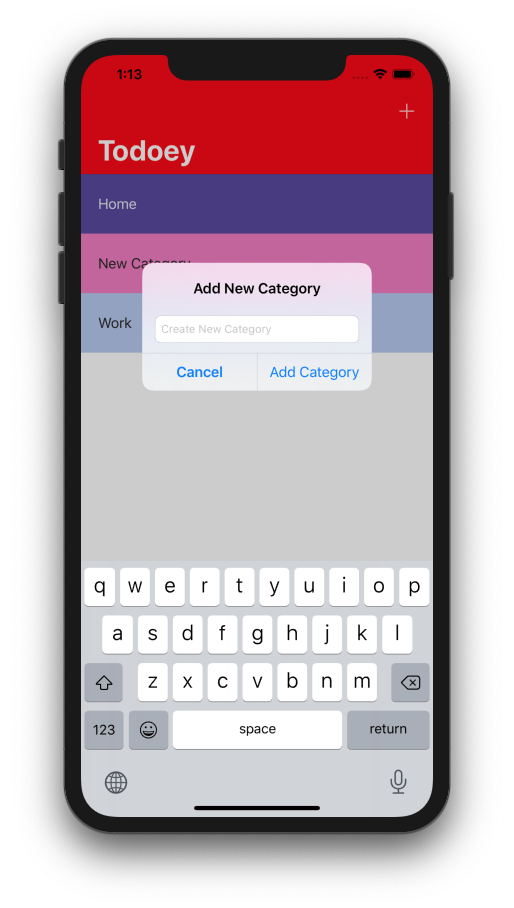 1:13
Todoey
Home
New Category
Add New Category
Create New Category
Work
Cancel Add Category
q w e r t y u i o p
a s d f g h j k l
z x c v b n m
123 space return